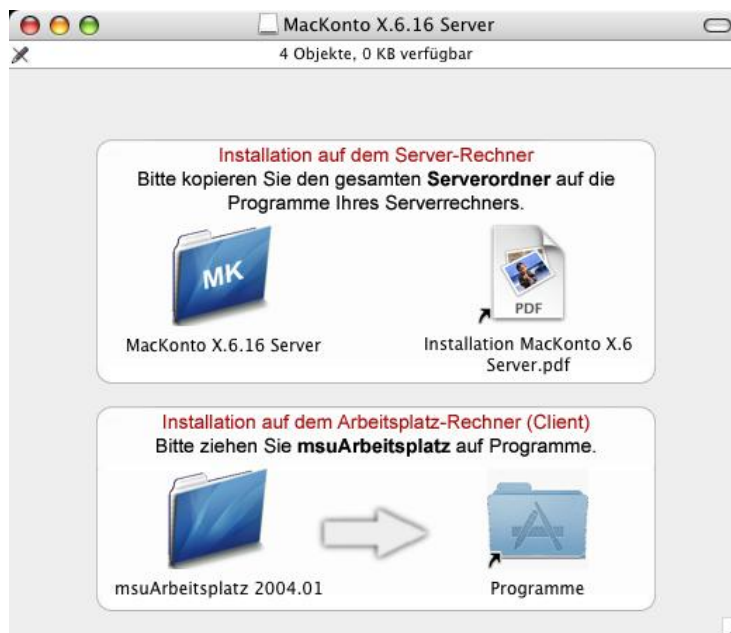 MacKonto X.6.16 Server
4 Objekte, 0 KB verfügbar
Installation auf dem Server-Rechner
Bitte kopieren Sie den gesamten Serverordner auf die
Programme Ihres Serverrechners.
MK
PDF
MacKonto X.6.16 Server
Installation MacKonto X.6
Server.pdf
Installation auf dem Arbeitsplatz-Rechner (Client)
Bitte ziehen Sie msuArbeitsplatz auf Programme.
msuArbeitsplatz 2004.01
Programme